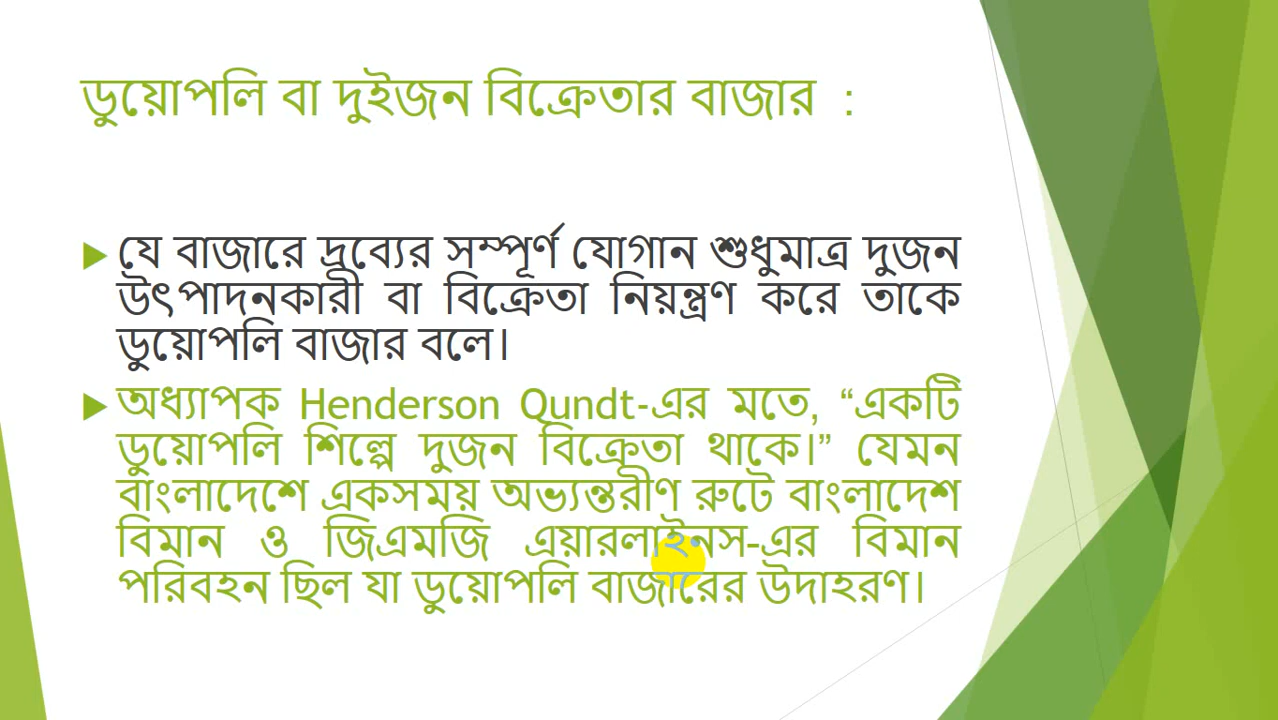 ডুয়োপলি বা দুইজন বিক্রেতার বাজার :
যে বাজারে দ্রব্যের সম্পূর্ণ যোগান শুধুমাত্র দুজন
উৎপাদনকারী বা বিক্রেতা নিয়ন্ত্রণ করে তাকে
ডুয়োপলি বাজার বলে।
অধ্যাপক Henderson Qundt-এর মতে, “একটি
ডুয়োপলি শিল্পে দুজন বিক্রেতা থাকে।” যেমন
বাংলাদেশে একসময় অভ্যন্তরীণ রুটে বাংলাদেশ
বিমান ও জিএমজি এয়ারলাইনস-এর বিমান
পরিবহন ছিল যা ডুয়োপলি বাজারের উদাহরণ।